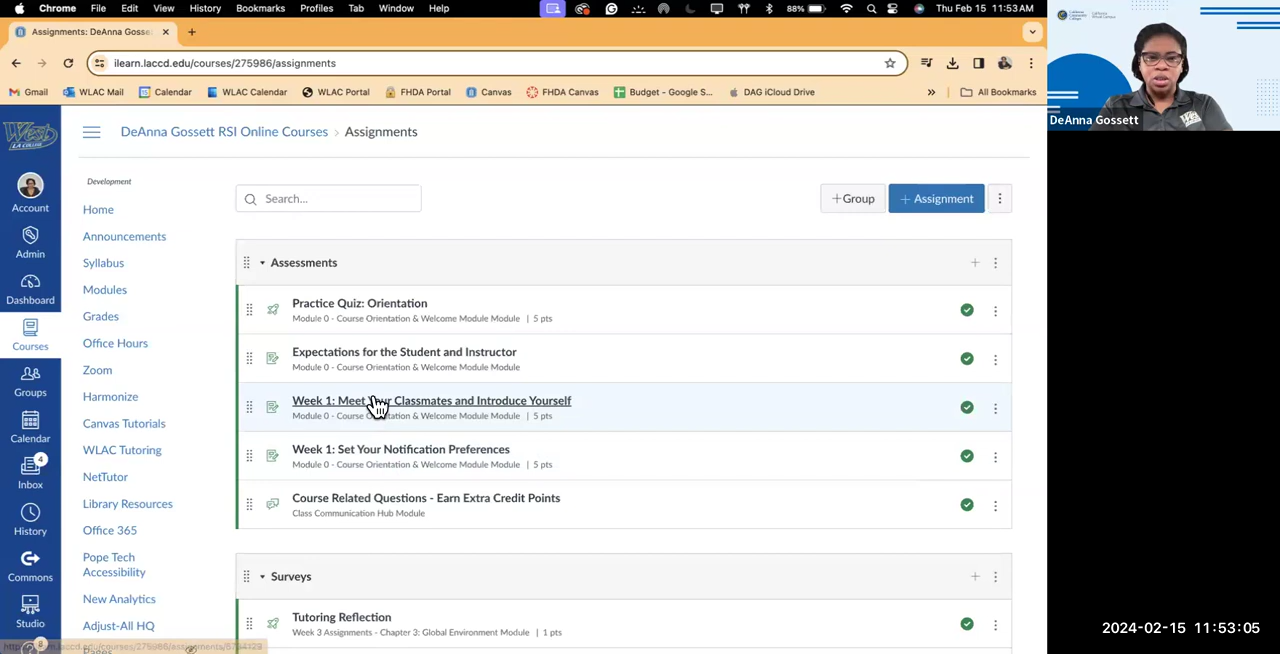 Chrome File Edit View History Bookmarks Profiles Tab Window Help 88% Thu Feb 15 11:53 AM
Assignments: DeAnna Gosse
ilearn.laccd.edu/courses/275986/assignments
Gmail WLAC Mail Calendar WLAC Calendar WLAC Portal FHDA Portal Canvas FHDA Canvas Budget - Google S... DAG iCloud Drive » All Bookmarks
DeAnna Gossett
West
LA COLLEGE
DeAnna Gossett RSI Online Courses > Assignments
Account
Admin
Dashboard
Courses
Groups
Calendar
4
Inbox
History
Commons
Studio
8
Development
Home
Announcements
Syllabus
Modules
Grades
Office Hours
Zoom
Harmonize
Canvas Tutorials
WLAC Tutoring
NetTutor
Library Resources
Office 365
Pope Tech
Accessibility
New Analytics
Adjust-All HQ
Pages
Search...
+Group
+ Assignment
Assessments
Practice Quiz: Orientation
Module 0 - Course Orientation & Welcome Module Module | 5 pts
Expectations for the Student and Instructor
Module 0 - Course Orientation & Welcome Module Module
Week 1: Meet Classmates and Introduce Yourself
Module 0 - Course & Welcome Module Module | 5 pts
Week 1: Set Your Notification Preferences
Module 0 - Course Orientation & Welcome Module Module | 5 pts
Course Related Questions - Earn Extra Credit Points
Class Communication Hub Module
Surveys
Tutoring Reflection
Week 3 Assignments - Chapter 3: Global Environment Module | 1 pts
2024-02-15 11:53:05